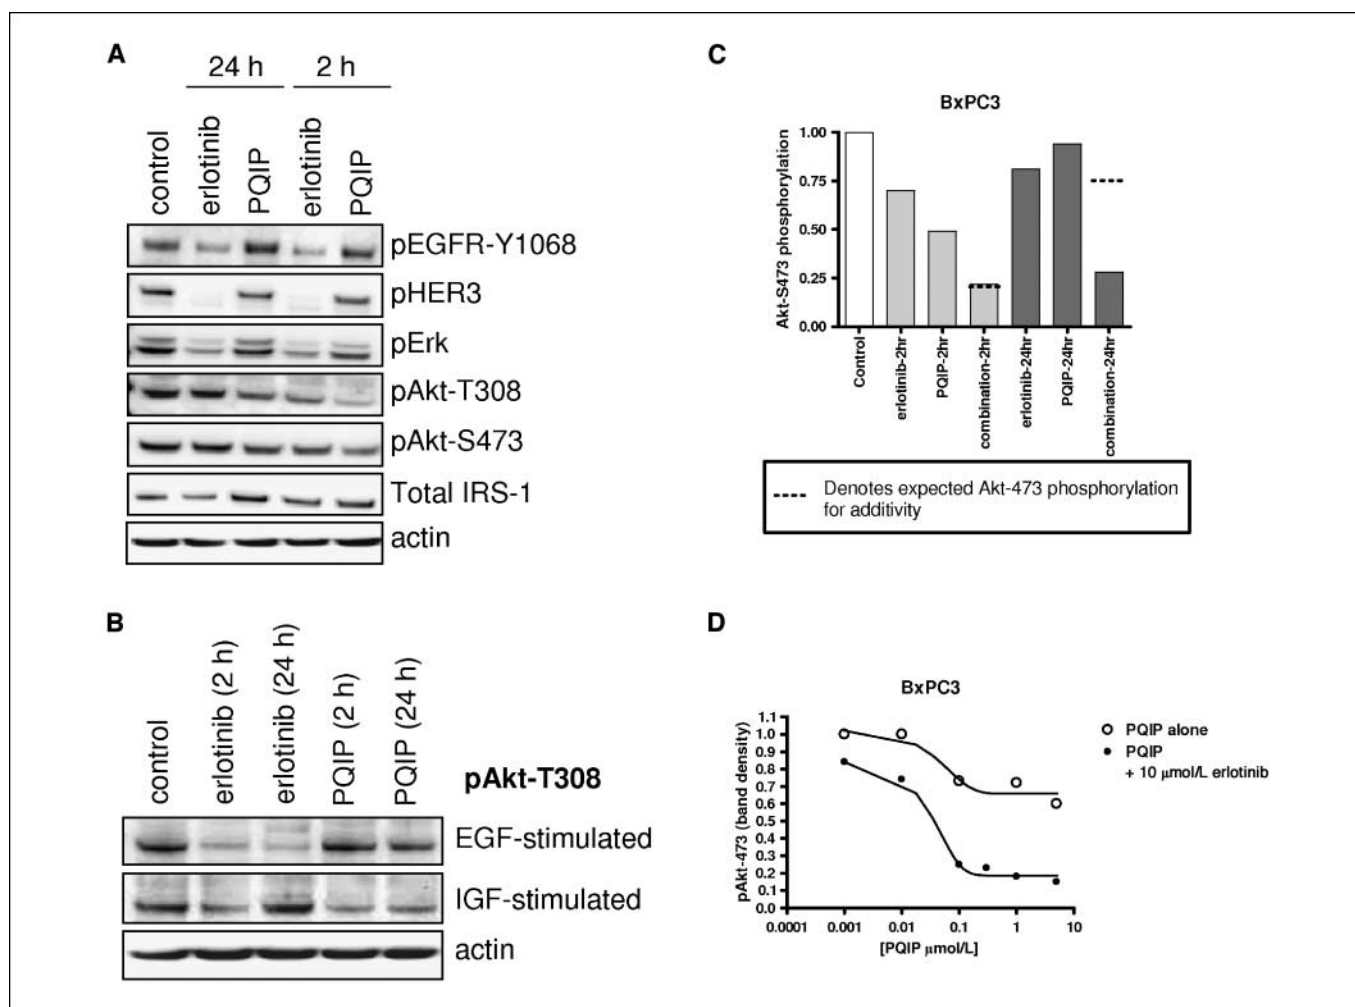 A
24 h
2 h
control
erlotinib
PQIP
erlotinib
PQIP
pEGFR-Y1068
pHER3
pErk
pAkt-T308
pAkt-S473
Total IRS-1
actin
B
control
erlotinib (2 h)
erlotinib (24 h)
PQIP (2 h)
PQIP (24 h)
pAkt-T308
EGF-stimulated
IGF-stimulated
actin
C
BxPC3
Akt-S473 phosphorylation
1.00
0.75
0.50
0.25
0.00
Control
erlotinib-2hr
PQIP-2hr
combination-2hr
erlotinib-24hr
PQIP-24hr
combination-24hr
Denotes expected Akt-473 phosphorylation
for additivity
D
BxPC3
pAkt-473 (band density)
1.1
1.0
0.9
0.8
0.7
0.6
0.5
0.4
0.3
0.2
0.1
0.0
0.0001
0.001
0.01
0.1
1
10
[PQIP μmol/L]
PQIP alone
PQIP
+ 10 μmol/L erlotinib